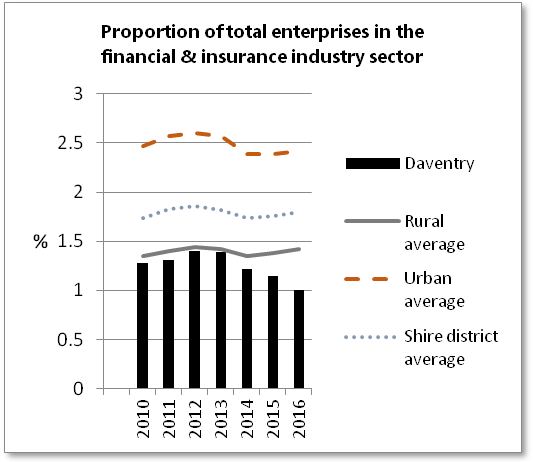 Proportion of total enterprises in the
financial & insurance industry sector
3
2.5
2
1.5
1
0.5
0
%
2010
2011
2012
2013
2014
2015
2016
Daventry
Rural
average
Urban
average
Shire district
average